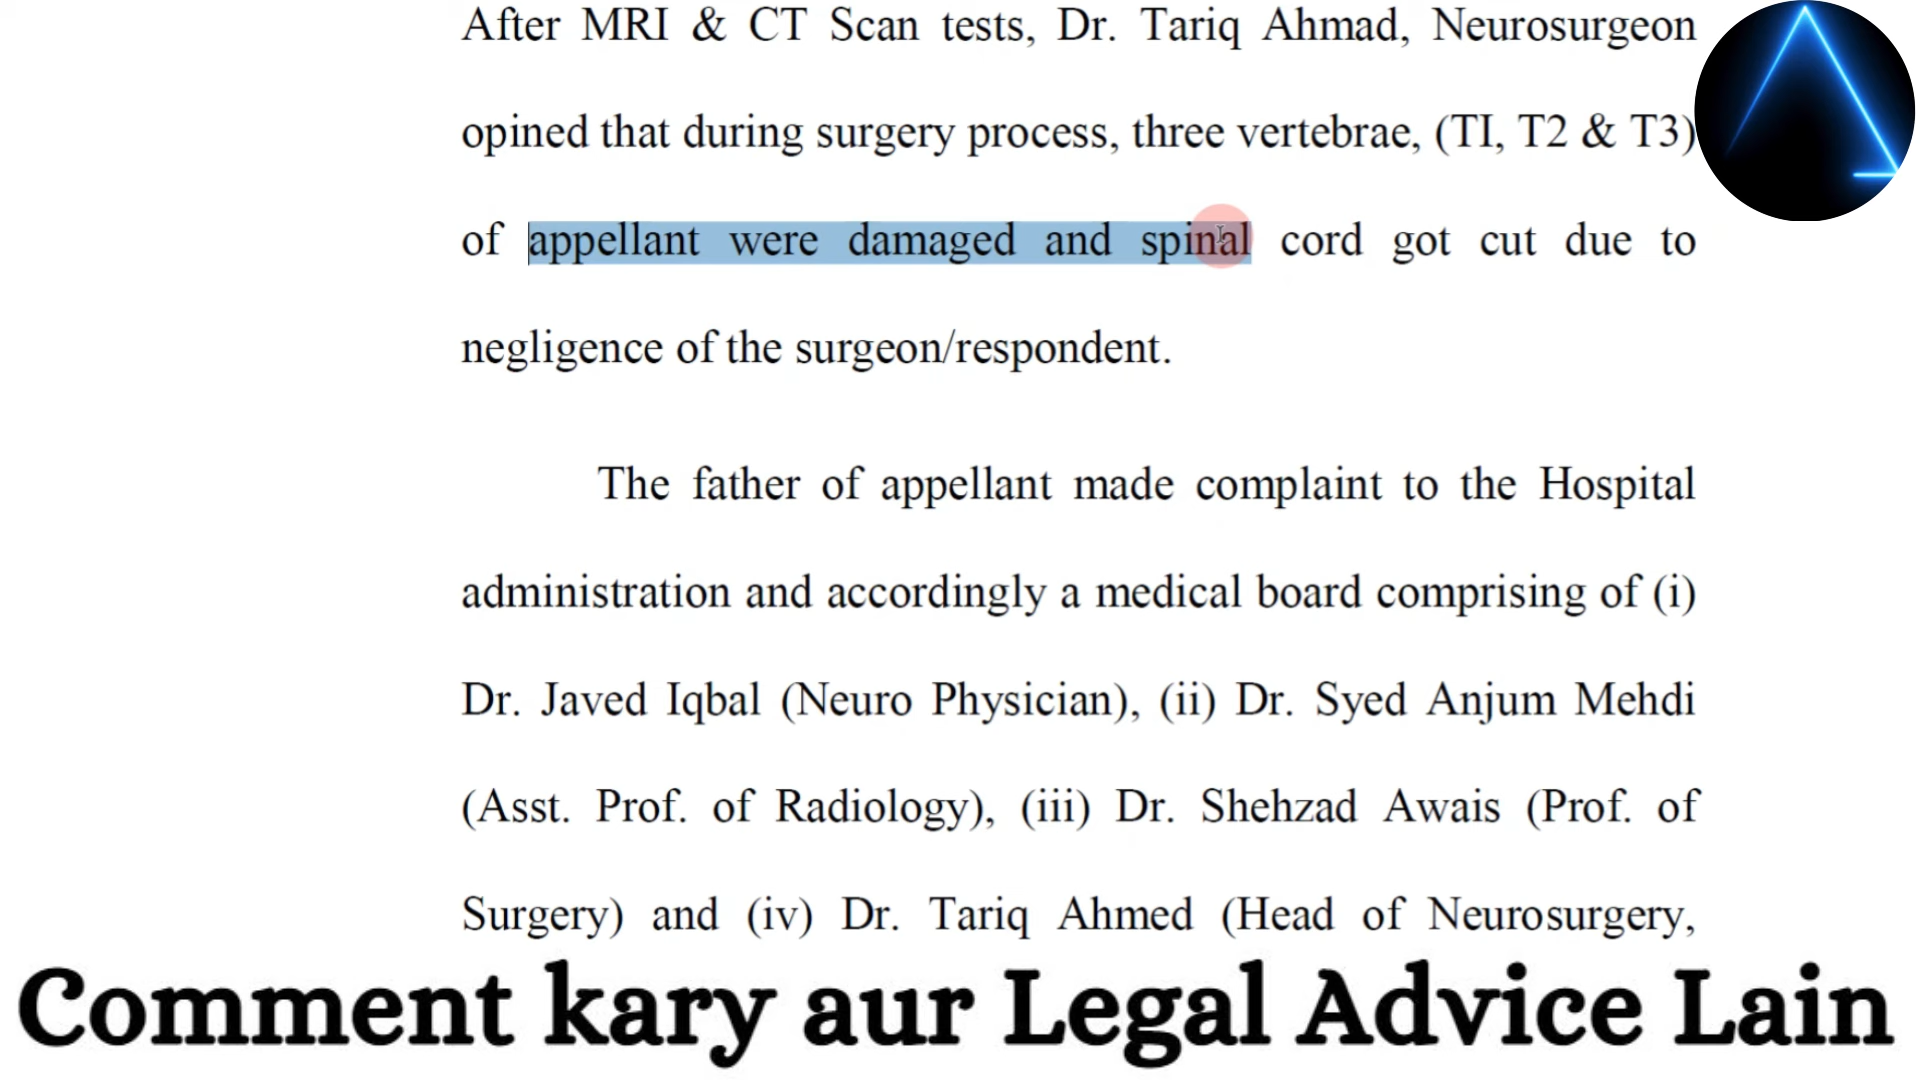 After MRI & CT Scan tests, Dr. Tariq Ahmad, Neurosurgeon
opined that during surgery process, three vertebrae, (TI, T2 & T3)
of appellant were damaged and spinal cord got cut due to
negligence of the surgeon/respondent.
The father of appellant made complaint to the Hospital
administration and accordingly a medical board comprising of (i)
Dr. Javed Iqbal (Neuro Physician), (ii) Dr. Syed Anjum Mehdi
(Asst. Prof. of Radiology), (iii) Dr. Shehzad Awais (Prof. of
Surgery) and (iv) Dr. Tariq Ahmed (Head of Neurosurgery,
Comment kary aur Legal Advice Lain